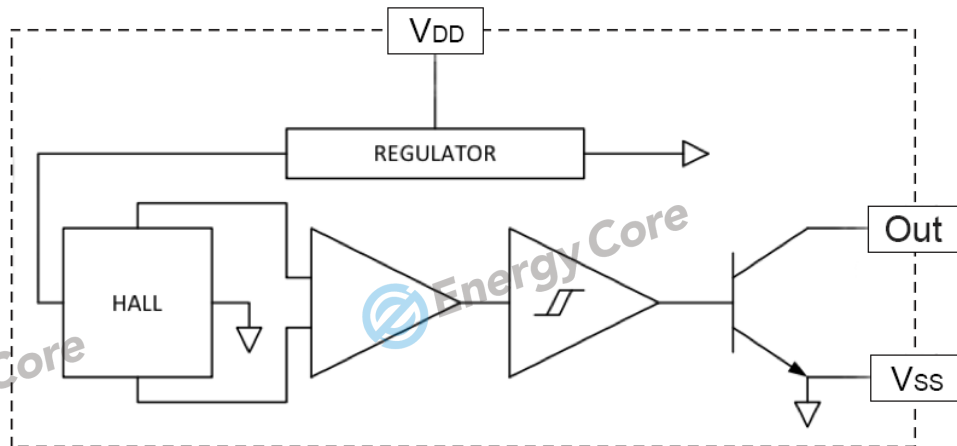 VDD
REGULATOR
Energy Core
Out
HALL
Core
Vss